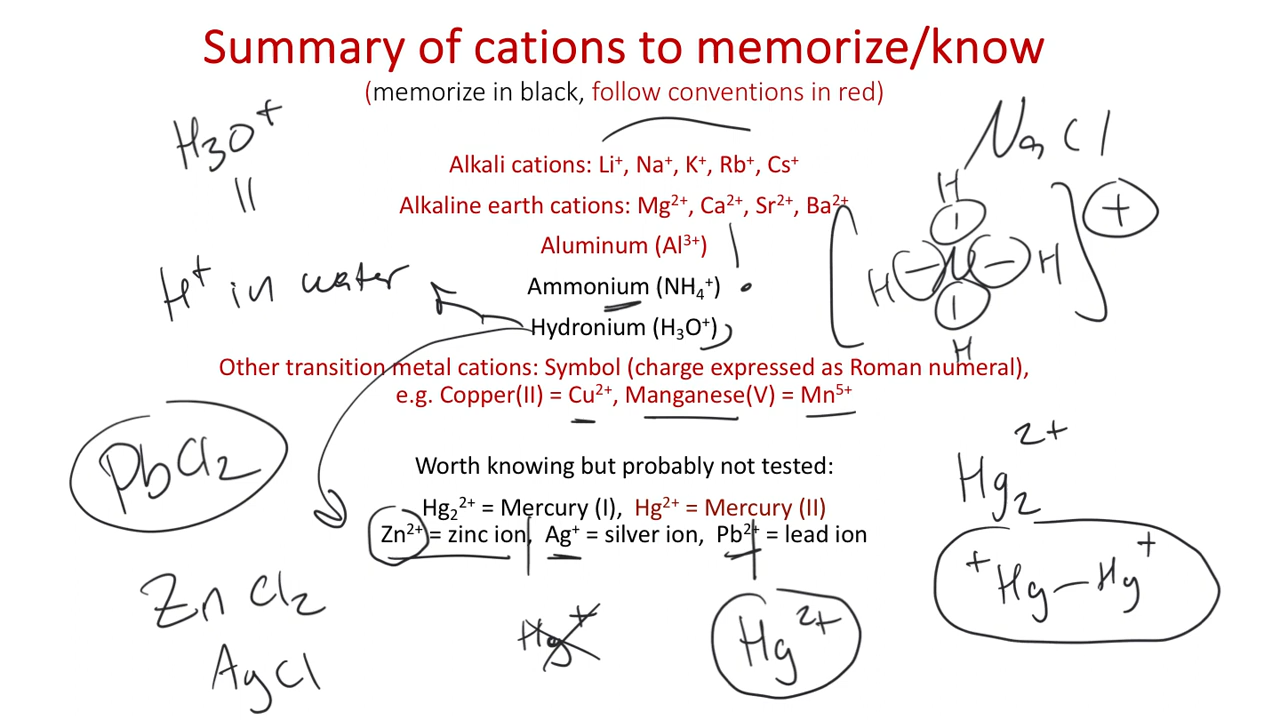 Summary of cations to memorize/know
(memorize in black, follow conventions in red)
H₃O⁺
||
H⁺ in water
NaCl
Alkali cations: Li⁺, Na⁺, K⁺, Rb⁺, Cs⁺
Alkaline earth cations: Mg²⁺, Ca²⁺, Sr²⁺, Ba²⁺
Aluminum (Al³⁺)
Ammonium (NH₄⁺)
Hydronium (H₃O⁺)
H
H N H +
H
Other transition metal cations: Symbol (charge expressed as Roman numeral),
e.g. Copper(II) = Cu²⁺, Manganese(V) = Mn⁵⁺
PbCl₂
Hg₂²⁺
Worth knowing but probably not tested:
Hg₂²⁺ = Mercury (I), Hg²⁺ = Mercury (II)
Zn²⁺ = zinc ion, Ag⁺ = silver ion, Pb²⁺ = lead ion
⁺Hg—Hg⁺
ZnCl₂
AgCl
Hg⁺
Hg²⁺